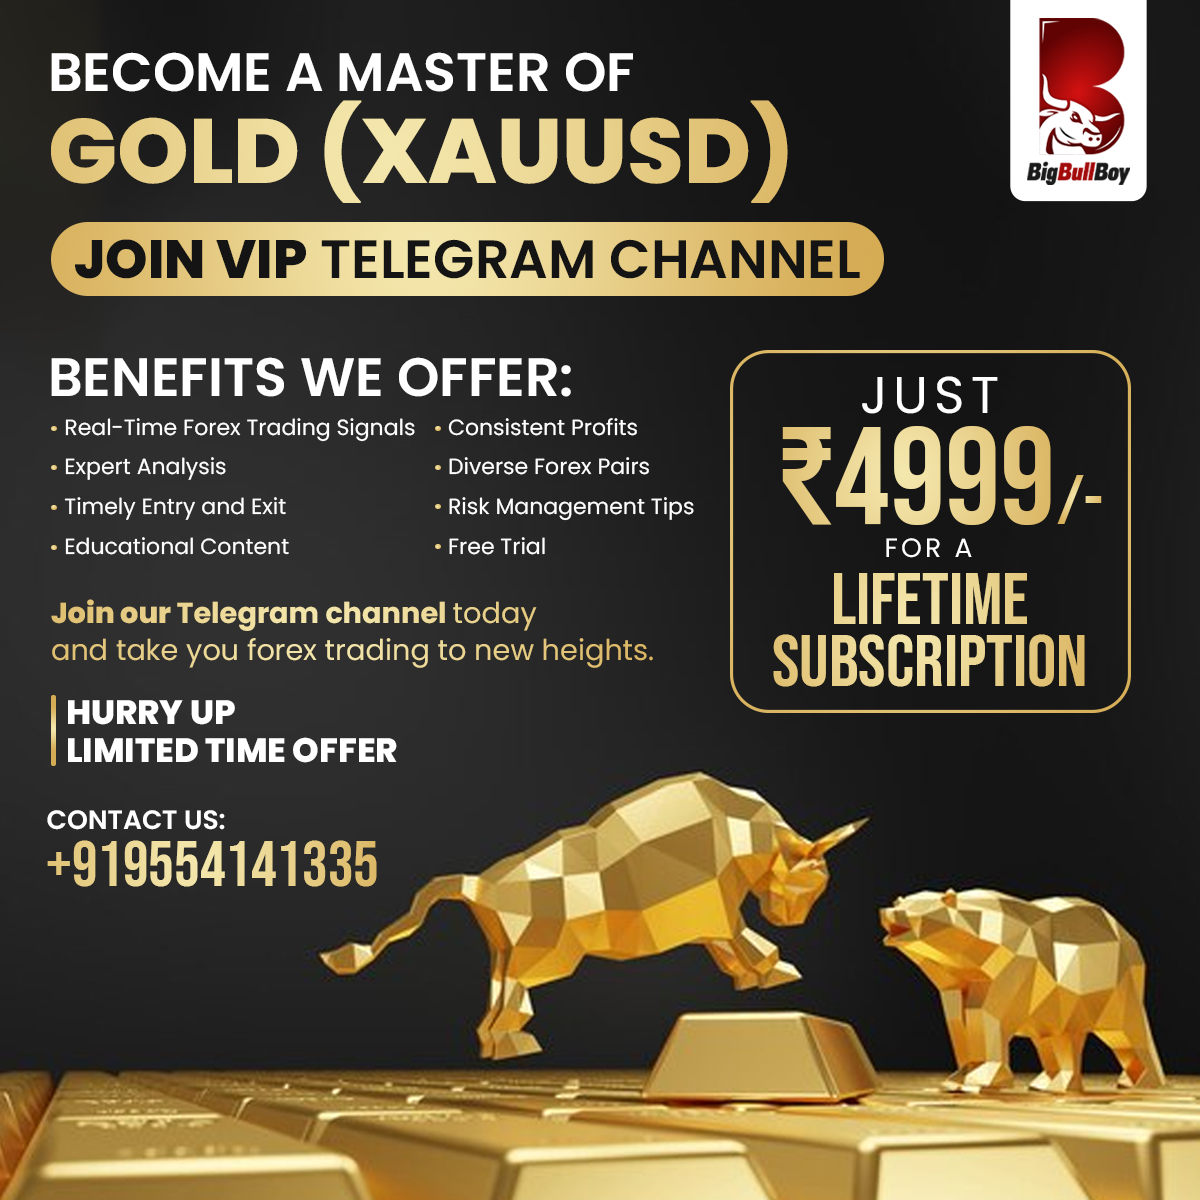 BECOME A MASTER OF
GOLD (XAUUSD)
BigBullBoy
JOIN VIP TELEGRAM CHANNEL
BENEFITS WE OFFER:
• Real-Time Forex Trading Signals
• Expert Analysis
• Timely Entry and Exit
• Educational Content
• Consistent Profits
• Diverse Forex Pairs
• Risk Management Tips
• Free Trial
JUST
₹4999/-
FOR A
LIFETIME
SUBSCRIPTION
Join our Telegram channel today
and take you forex trading to new heights.
HURRY UP
LIMITED TIME OFFER
CONTACT US:
+919554141335